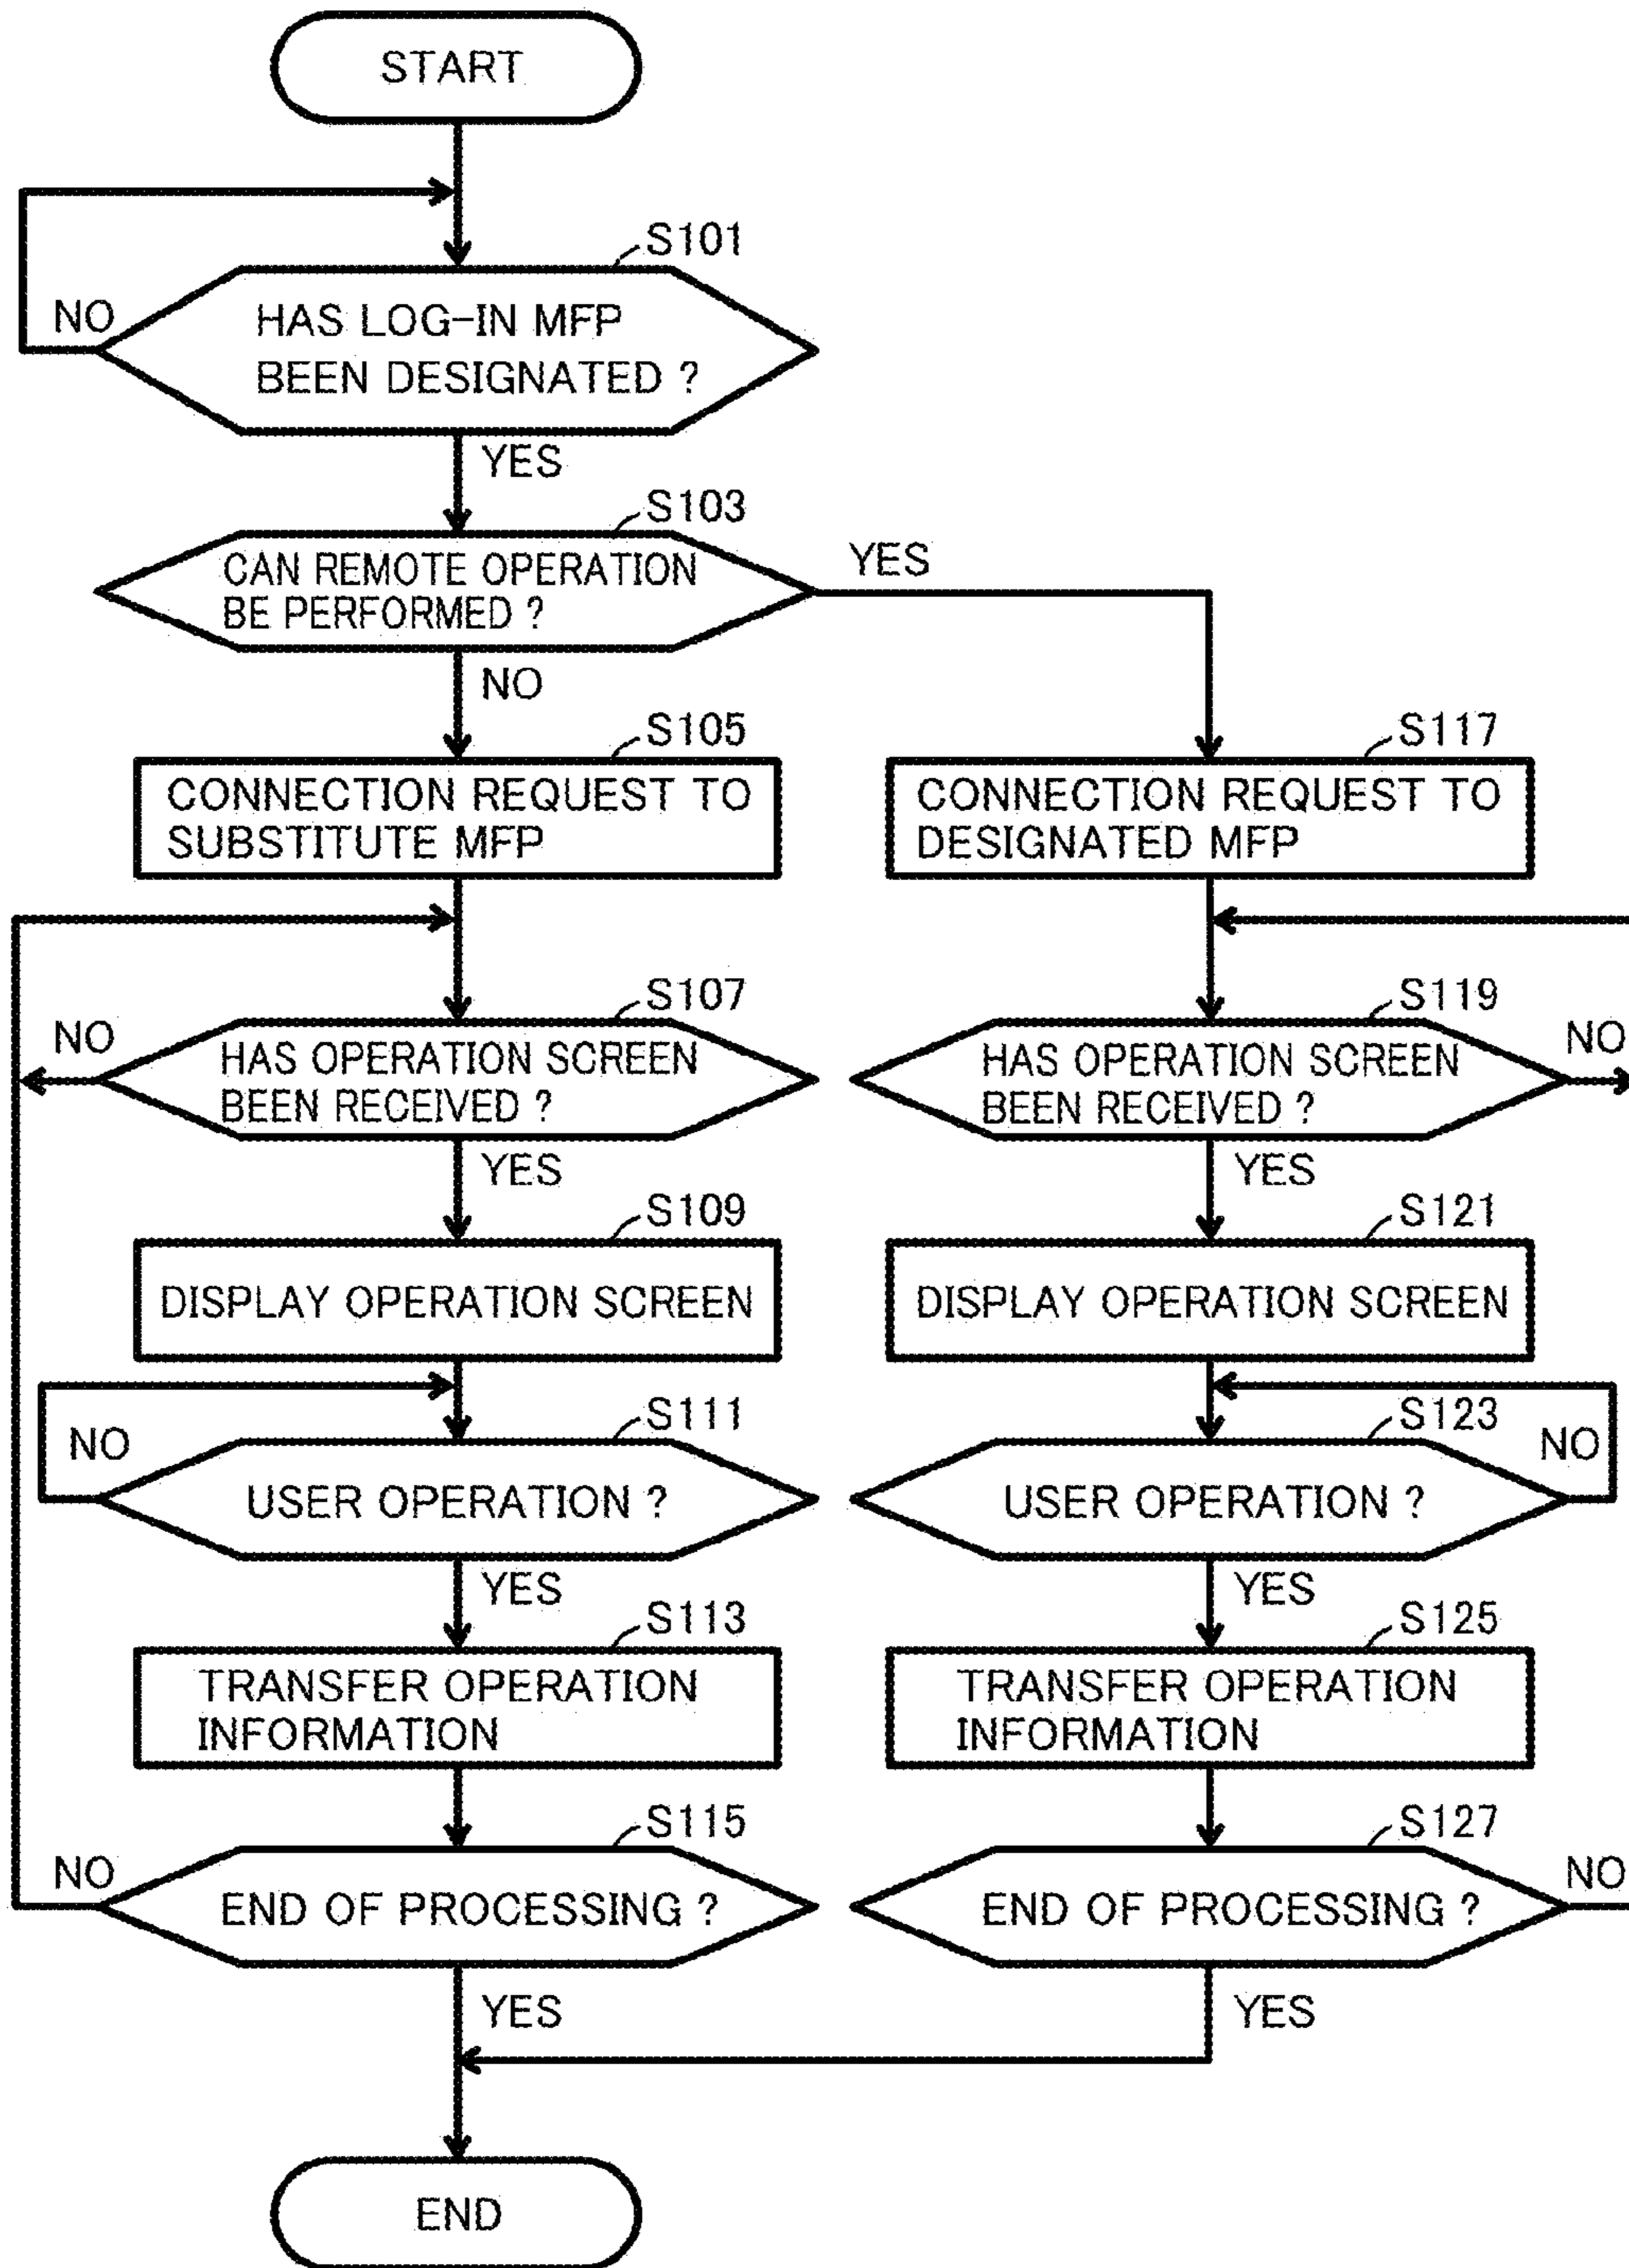 START
S101
NO
HAS LOG-IN MFP
BEEN DESIGNATED ?
YES
S103
CAN REMOTE OPERATION
BE PERFORMED ?
YES
NO
S105
CONNECTION REQUEST TO
SUBSTITUTE MFP
S117
CONNECTION REQUEST TO
DESIGNATED MFP
S107
NO
HAS OPERATION SCREEN
BEEN RECEIVED ?
YES
S119
HAS OPERATION SCREEN
BEEN RECEIVED ?
NO
YES
S109
DISPLAY OPERATION SCREEN
S121
DISPLAY OPERATION SCREEN
S111
NO
USER OPERATION ?
YES
S123
NO
USER OPERATION ?
YES
S113
TRANSFER OPERATION
INFORMATION
S125
TRANSFER OPERATION
INFORMATION
S115
NO
END OF PROCESSING ?
YES
S127
NO
END OF PROCESSING ?
YES
END